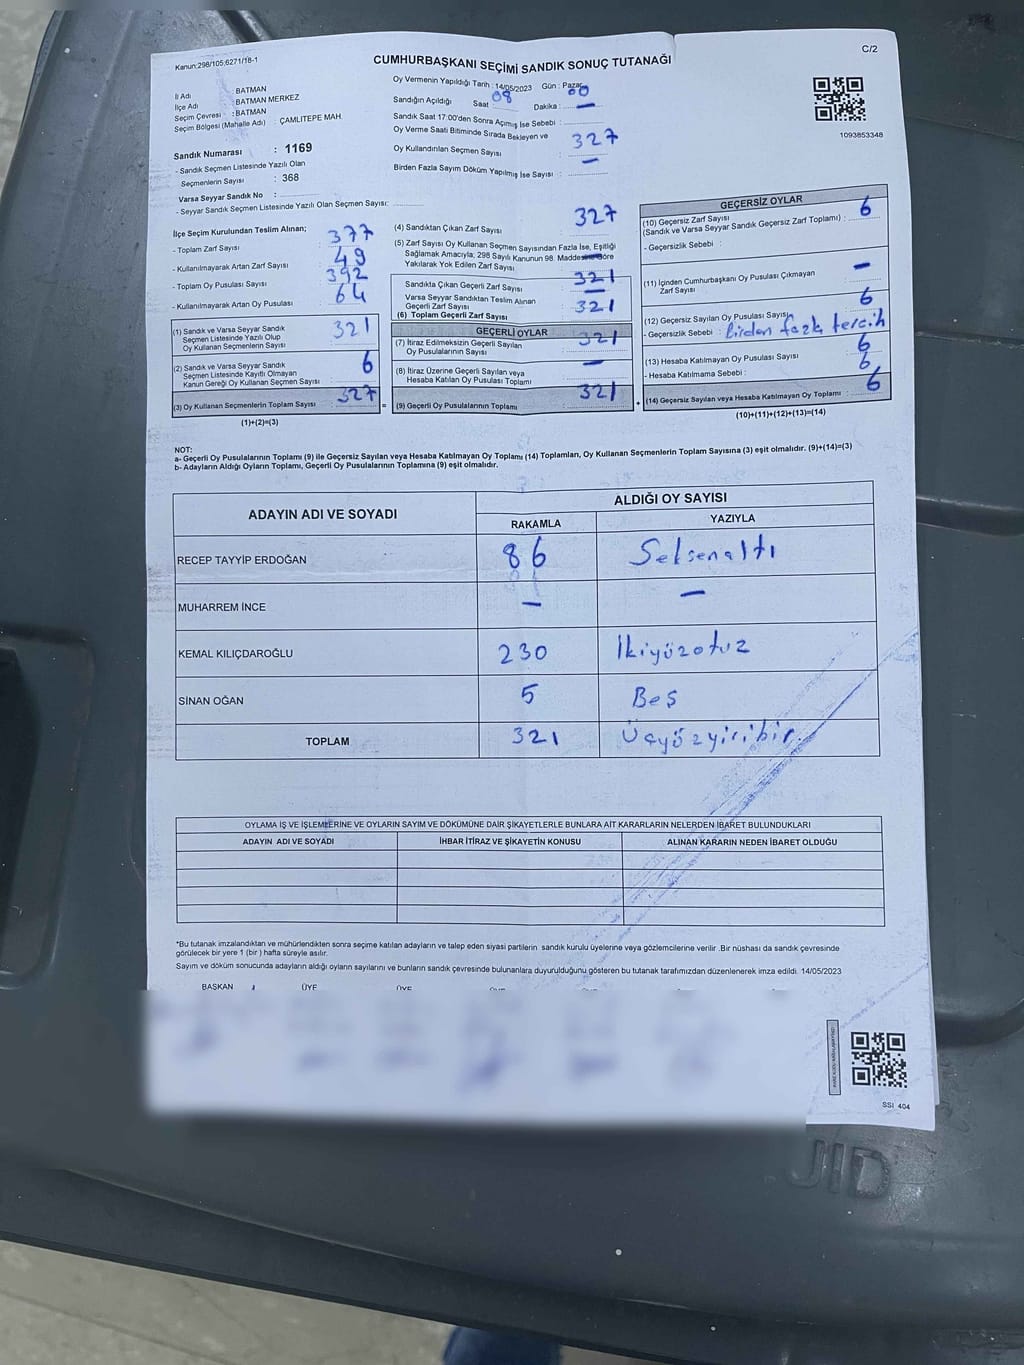 Kanun:298/105;6271/18-1
C/2
CUMHURBAŞKANI SEÇİMİ SANDIK SONUÇ TUTANAĞI
İl Adı : BATMAN
İlçe Adı : BATMAN MERKEZ
Seçim Çevresi : BATMAN
Seçim Bölgesi (Mahalle Adı) : ÇAMLITEPE MAH.
Sandık Numarası : 1169
- Sandık Seçmen Listesinde Yazılı Olan
Seçmenlerin Sayısı : 368
Varsa Seyyar Sandık No :
- Seyyar Sandık Seçmen Listesinde Yazılı Olan Seçmen Sayısı:
Oy Vermenin Yapıldığı Tarih : 14/05/2023 Gün : Pazar
Sandığın Açıldığı Saat 08 Dakika : 00
Sandık Saat 17:00'den Sonra Açılmış İse Sebebi : —
Oy Verme Saati Bitiminde Sırada Bekleyen ve
Oy Kullandırılan Seçmen Sayısı : 327
Birden Fazla Sayım Döküm Yapılmış İse Sayısı : —
1093853348
İlçe Seçim Kurulundan Teslim Alınan;
- Toplam Zarf Sayısı 377
- Kullanılmayarak Artan Zarf Sayısı 49
- Toplam Oy Pusulası Sayısı 392
- Kullanılmayarak Artan Oy Pusulası 64
(1) Sandık ve Varsa Seyyar Sandık
Seçmen Listesinde Yazılı Olup
Oy Kullanan Seçmenlerin Sayısı 321
(2) Sandık ve Varsa Seyyar Sandık
Seçmen Listesinde Kayıtlı Olmayan
Kanun Gereği Oy Kullanan Seçmen Sayısı 6
(3) Oy Kullanan Seçmenlerin Toplam Sayısı 327 =
(1)+(2)=(3)
(4) Sandıktan Çıkan Zarf Sayısı 327
(5) Zarf Sayısı Oy Kullanan Seçmen Sayısından Fazla İse, Eşitliği
Sağlamak Amacıyla; 298 Sayılı Kanunun 98. Maddesine Göre
Yakılarak Yok Edilen Zarf Sayısı —
Sandıkta Çıkan Geçerli Zarf Sayısı 321
Varsa Seyyar Sandıktan Teslim Alınan
Geçerli Zarf Sayısı —
(6) Toplam Geçerli Zarf Sayısı 321
GEÇERLİ OYLAR
(7) İtiraz Edilmeksizin Geçerli Sayılan
Oy Pusulalarının Sayısı 321
(8) İtiraz Üzerine Geçerli Sayılan veya
Hesaba Katılan Oy Pusulası Toplamı —
(9) Geçerli Oy Pusulalarının Toplamı 321 +
GEÇERSİZ OYLAR
(10) Geçersiz Zarf Sayısı
(Sandık ve Varsa Seyyar Sandık Geçersiz Zarf Toplamı) : 6
- Geçersizlik Sebebi :
(11) İçinden Cumhurbaşkanı Oy Pusulası Çıkmayan
Zarf Sayısı —
(12) Geçersiz Sayılan Oy Pusulası Sayısı 6
- Geçersizlik Sebebi : Birden fazla tercih
(13) Hesaba Katılmayan Oy Pusulası Sayısı 6
- Hesaba Katılmama Sebebi : 6
(14) Geçersiz Sayılan veya Hesaba Katılmayan Oy Toplamı 6
(10)+(11)+(12)+(13)=(14)
NOT:
a- Geçerli Oy Pusulalarının Toplamı (9) ile Geçersiz Sayılan veya Hesaba Katılmayan Oy Toplamı (14) Toplamları, Oy Kullanan Seçmenlerin Toplam Sayısına (3) eşit olmalıdır. (9)+(14)=(3)
b- Adayların Aldığı Oyların Toplamı, Geçerli Oy Pusulalarının Toplamına (9) eşit olmalıdır.
ADAYIN ADI VE SOYADI
ALDIĞI OY SAYISI
RAKAMLA YAZIYLA
RECEP TAYYİP ERDOĞAN 86 Seksenaltı
MUHARREM İNCE — —
KEMAL KILIÇDAROĞLU 230 İkiyüzotuz
SİNAN OĞAN 5 Beş
TOPLAM 321 Üçyüzyiribir.
OYLAMA İŞ VE İŞLEMLERİNE VE OYLARIN SAYIM VE DÖKÜMÜNE DAİR ŞİKAYETLERLE BUNLARA AİT KARARLARIN NELERDEN İBARET BULUNDUKLARI
ADAYIN ADI VE SOYADI İHBAR İTİRAZ VE ŞİKAYETİN KONUSU ALINAN KARARIN NEDEN İBARET OLDUĞU
*Bu tutanak imzalandıktan ve mühürlendikten sonra seçime katılan adayların ve talep eden siyasi partilerin sandık kurulu üyelerine veya gözlemcilerine verilir .Bir nüshası da sandık çevresinde
görülecek bir yere 1 (bir ) hafta süreyle asılır.
Sayım ve döküm sonucunda adayların aldığı oyların sayılarını ve bunların sandık çevresinde bulunanlara duyurulduğunu gösteren bu tutanak tarafımızdan düzenlenerek imza edildi. 14/05/2023
BAŞKAN ÜYE ÜYE
SSİ 404
JID